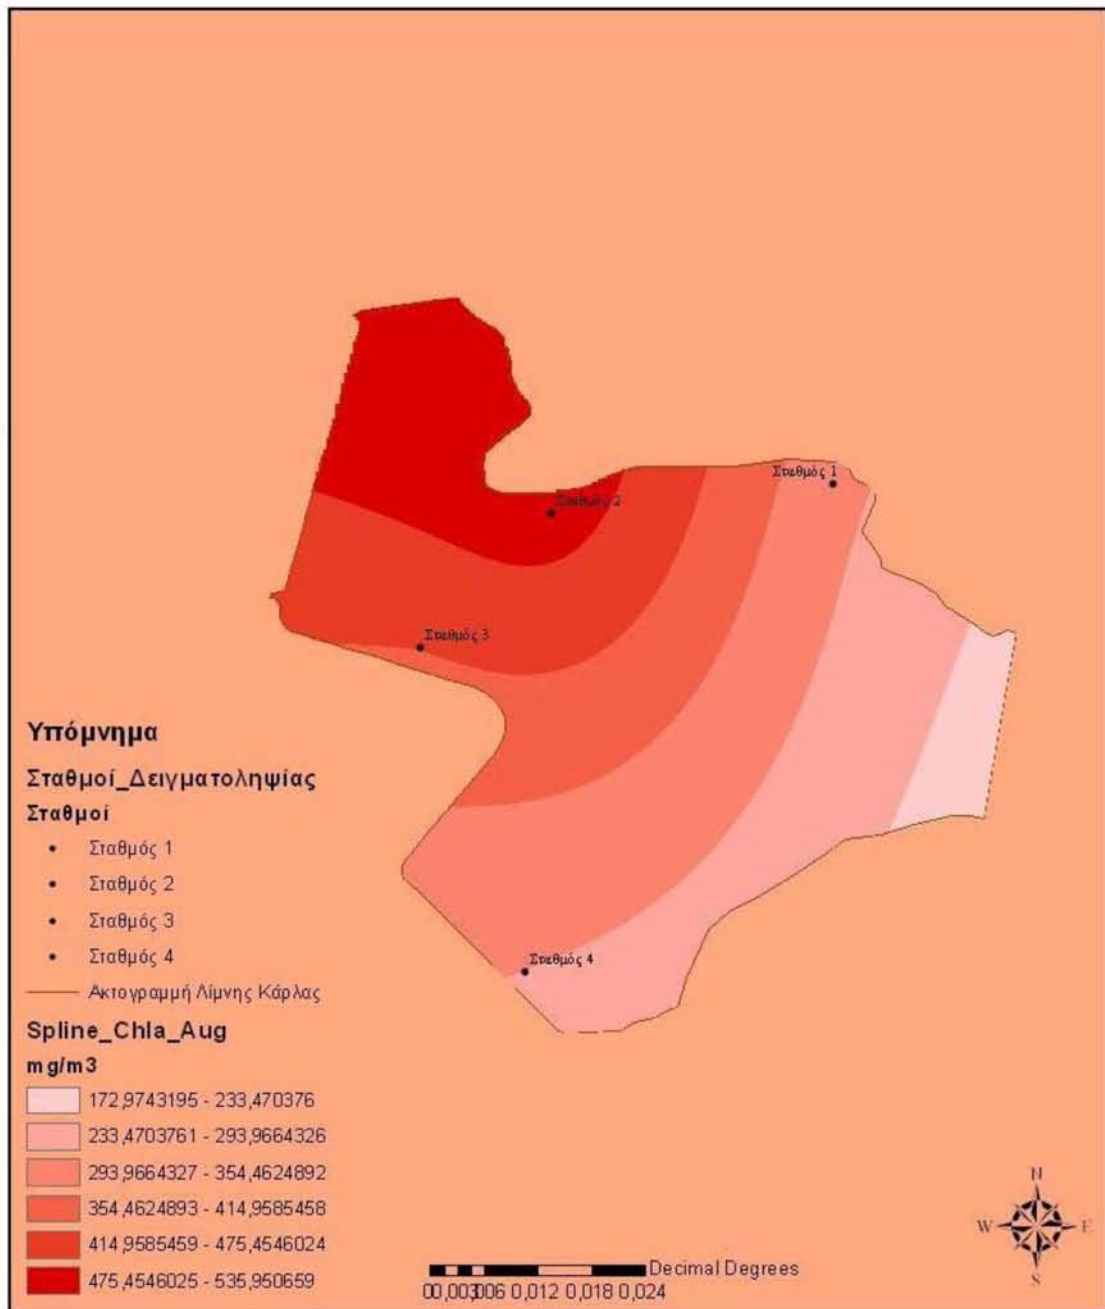 Σταθμός 1
Σταθμός 2
Σταθμός 3
Σταθμός 4
Υπόμνημα
Σταθμοί_Δειγματοληψίας
Σταθμοί
Σταθμός 1
Σταθμός 2
Σταθμός 3
Σταθμός 4
Ακτογραμμή Λίμνης Κάρλας
Spline_Chla_Aug
mg/m3
172,9743195 - 233,470376
233,4703761 - 293,9664326
293,9664327 - 354,4624892
354,4624893 - 414,9585458
414,9585459 - 475,4546024
475,4546025 - 535,950659
N
W E
S
Decimal Degrees
0 0,003 0,006 0,012 0,018 0,024